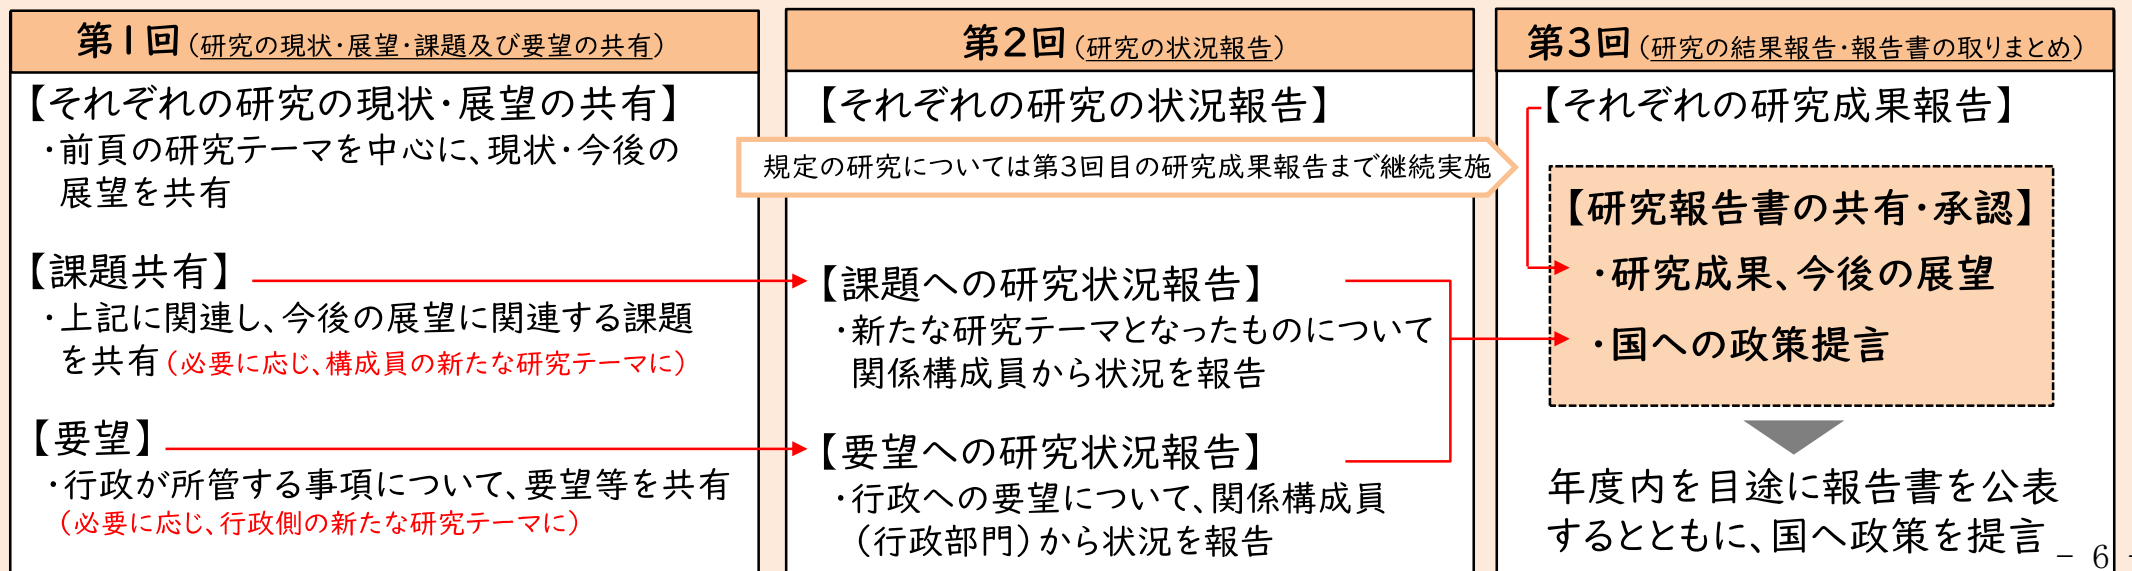 第1回（研究の現状・展望・課題及び要望の共有）
【それぞれの研究の現状・展望の共有】
・前頁の研究テーマを中心に、現状・今後の
展望を共有
【課題共有】
・上記に関連し、今後の展望に関連する課題
を共有（必要に応じ、構成員の新たな研究テーマに）
【要望】
・行政が所管する事項について、要望等を共有
（必要に応じ、行政側の新たな研究テーマに）
第2回（研究の状況報告）
【それぞれの研究の状況報告】
規定の研究については第3回目の研究成果報告まで継続実施
【課題への研究状況報告】
・新たな研究テーマとなったものについて
関係構成員から状況を報告
【要望への研究状況報告】
・行政への要望について、関係構成員
（行政部門）から状況を報告
第3回（研究の結果報告・報告書の取りまとめ）
【それぞれの研究成果報告】
【研究報告書の共有・承認】
・研究成果、今後の展望
・国への政策提言
年度内を目途に報告書を公表
するとともに、国へ政策を提言
- 6 -